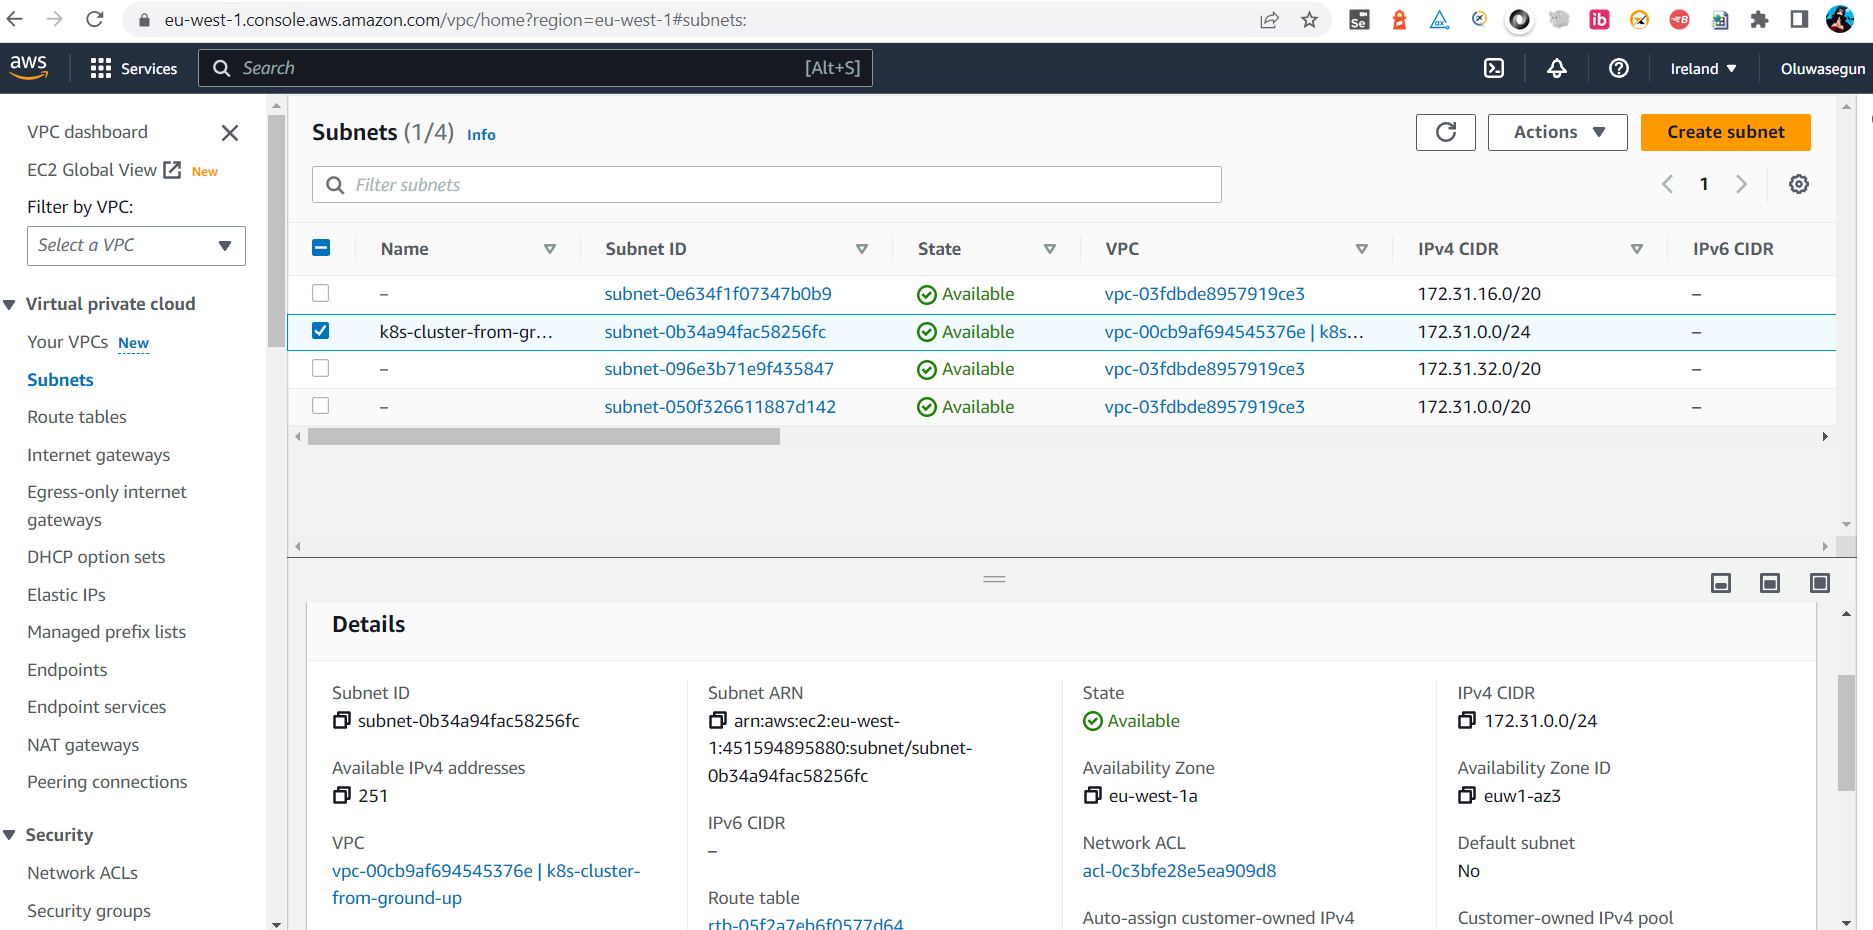 eu-west-1.console.aws.amazon.com/vpc/home?region=eu-west-1#subnets:
aws
Services
Search
[Alt+S]
Ireland
Oluwasegun
VPC dashboard
EC2 Global View New
Filter by VPC:
Select a VPC
Virtual private cloud
Your VPCs New
Subnets
Route tables
Internet gateways
Egress-only internet
gateways
DHCP option sets
Elastic IPs
Managed prefix lists
Endpoints
Endpoint services
NAT gateways
Peering connections
Security
Network ACLs
Security groups
Subnets (1/4) Info
Actions
Create subnet
Filter subnets
1
Name Subnet ID State VPC IPv4 CIDR IPv6 CIDR
– subnet-0e634f1f07347b0b9 Available vpc-03fdbde8957919ce3 172.31.16.0/20 –
k8s-cluster-from-gr... subnet-0b34a94fac58256fc Available vpc-00cb9af694545376e | k8s... 172.31.0.0/24 –
– subnet-096e3b71e9f435847 Available vpc-03fdbde8957919ce3 172.31.32.0/20 –
– subnet-050f326611887d142 Available vpc-03fdbde8957919ce3 172.31.0.0/20 –
Details
Subnet ID
subnet-0b34a94fac58256fc
Available IPv4 addresses
251
VPC
vpc-00cb9af694545376e | k8s-cluster-
from-ground-up
Subnet ARN
arn:aws:ec2:eu-west-
1:451594895880:subnet/subnet-
0b34a94fac58256fc
IPv6 CIDR
–
Route table
rtb-05f2a7eb6f0577d64
State
Available
Availability Zone
eu-west-1a
Network ACL
acl-0c3bfe28e5ea909d8
Auto-assign customer-owned IPv4
IPv4 CIDR
172.31.0.0/24
Availability Zone ID
euw1-az3
Default subnet
No
Customer-owned IPv4 pool